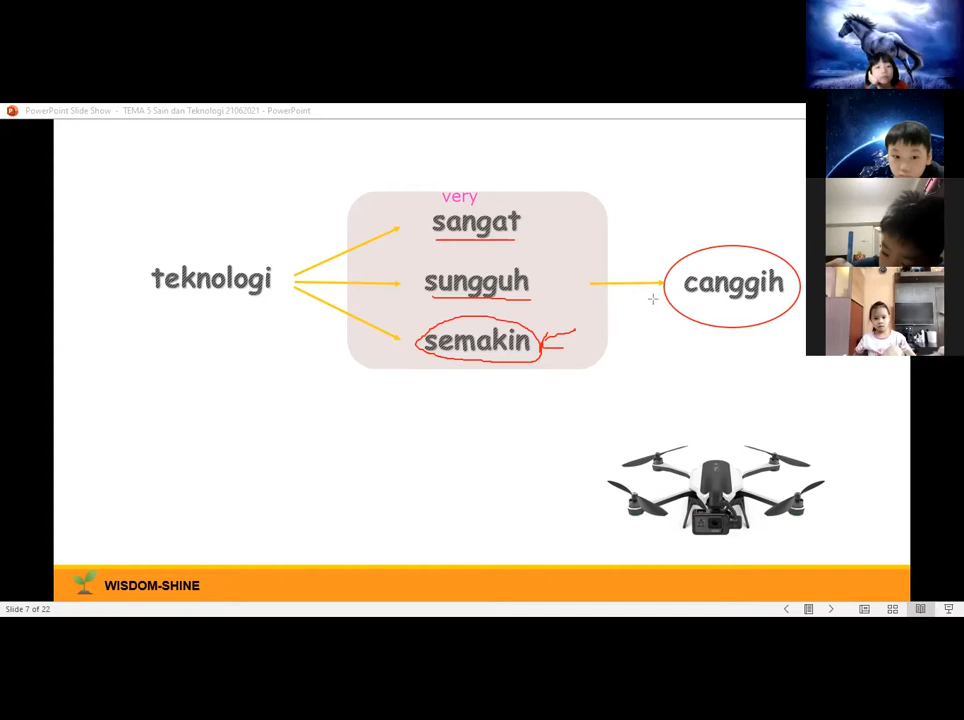 PowerPoint Slide Show - TEMA 5 Sain dan Teknologi 21062021 - PowerPoint
very
sangat
teknologi
sungguh
canggih
semakin
WISDOM-SHINE
Slide 7 of 22